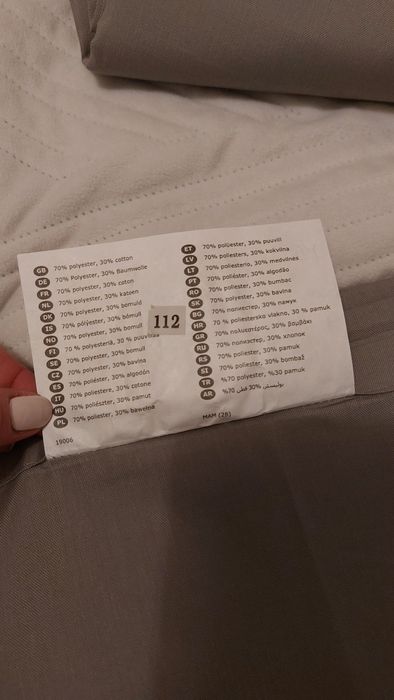 GB 70% polyester, 30% cotton
DE 70% Polyester, 30% Baumwolle
FR 70% polyester, 30% coton
NL 70% polyester, 30% katoen
DK 70% polyester, 30% bomuld
IS 70% pólýester, 30% bómull
NO 70% polyester, 30% bomull
FI 70 % polyesteriä, 30 % puuvillaa
SE 70% polyester, 30% bomull
CZ 70% polyester, 30% bavlna
ES 70% poliéster, 30% algodón
IT 70% poliestere, 30% cotone
HU 70% poliészter, 30% pamut
PL 70% poliester, 30% bawełna
19006
112
ET 70% polüester, 30% puuvill
LV 70% poliesters, 30% kokvilna
LT 70% poliesterio, 30% medvilnės
PT 70% poliéster, 30% algodão
RO 70% poliester, 30% bumbac
SK 70% polyester, 30% bavlna
BG 70% полиестер, 30% памук
HR 70 % poliestersko vlakno, 30 % pamuk
GR 70% πολυεστέρας, 30% βαμβάκι
RU 70% полиэстер, 30% хлопок
RS 70% poliester, 30% pamuk
SI 70% poliester, 30% bombaž
TR %70 polyester, %30 pamuk
AR %70 بوليستر، %30 قطن
MAM (28)